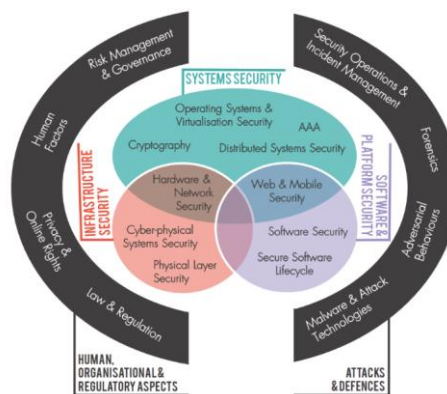 Risk Management
& Governance
Human
Factors
Privacy &
Online Rights
Law & Regulation
HUMAN,
ORGANISATIONAL &
REGULATORY ASPECTS
SYSTEMS SECURITY
Operating Systems &
Virtualisation Security
AAA
Cryptography
Distributed Systems Security
INFRASTRUCTURE
SECURITY
Hardware &
Network
Security
Web & Mobile
Security
Cyber-physical
Systems Security
Physical Layer
Security
Software Security
Secure Software
Lifecycle
SOFTWARE &
PLATFORM SECURITY
Security Operations &
Incident Management
Forensics
Adversarial
Behaviours
Malware & Attack
Technologies
ATTACKS
& DEFENCES